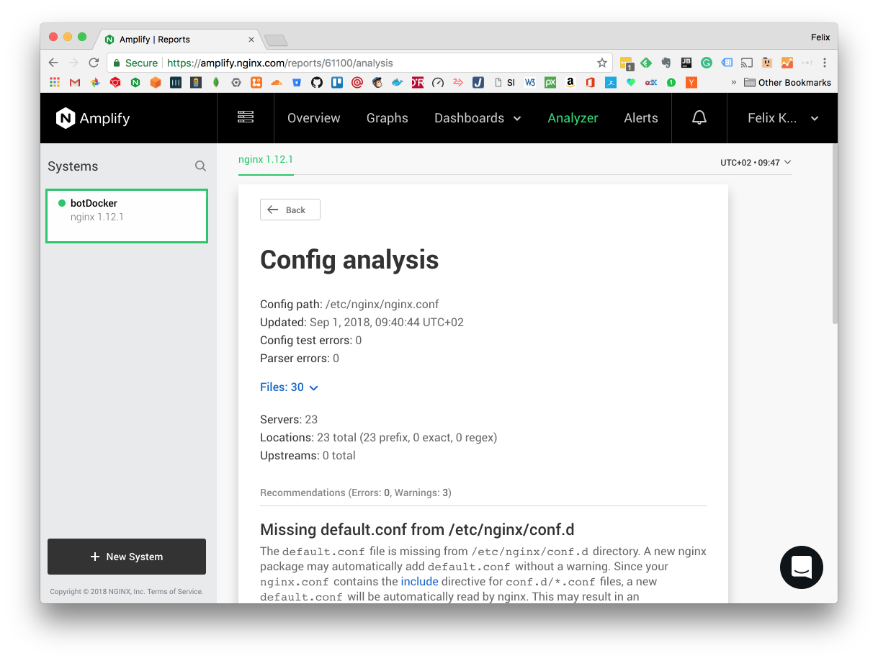 Amplify | Reports
Felix
Secure
https://amplify.nginx.com/reports/61100/analysis
Other Bookmarks
Amplify
Overview
Graphs
Dashboards
Analyzer
Alerts
Felix K...
Systems
botDocker
nginx 1.12.1
+ New System
Copyright © 2018 NGINX, Inc. Terms of Service.
nginx 1.12.1
UTC+02 • 09:47
Back
Config analysis
Config path: /etc/nginx/nginx.conf
Updated: Sep 1, 2018, 09:40:44 UTC+02
Config test errors: 0
Parser errors: 0
Files: 30
Servers: 23
Locations: 23 total (23 prefix, 0 exact, 0 regex)
Upstreams: 0 total
Recommendations (Errors: 0, Warnings: 3)
Missing default.conf from /etc/nginx/conf.d
The default.conf file is missing from /etc/nginx/conf.d directory. A new nginx
package may automatically add default.conf without a warning. Since your
nginx.conf contains the include directive for conf.d/*.conf files, a new
default.conf will be automatically read by nginx. This may result in an